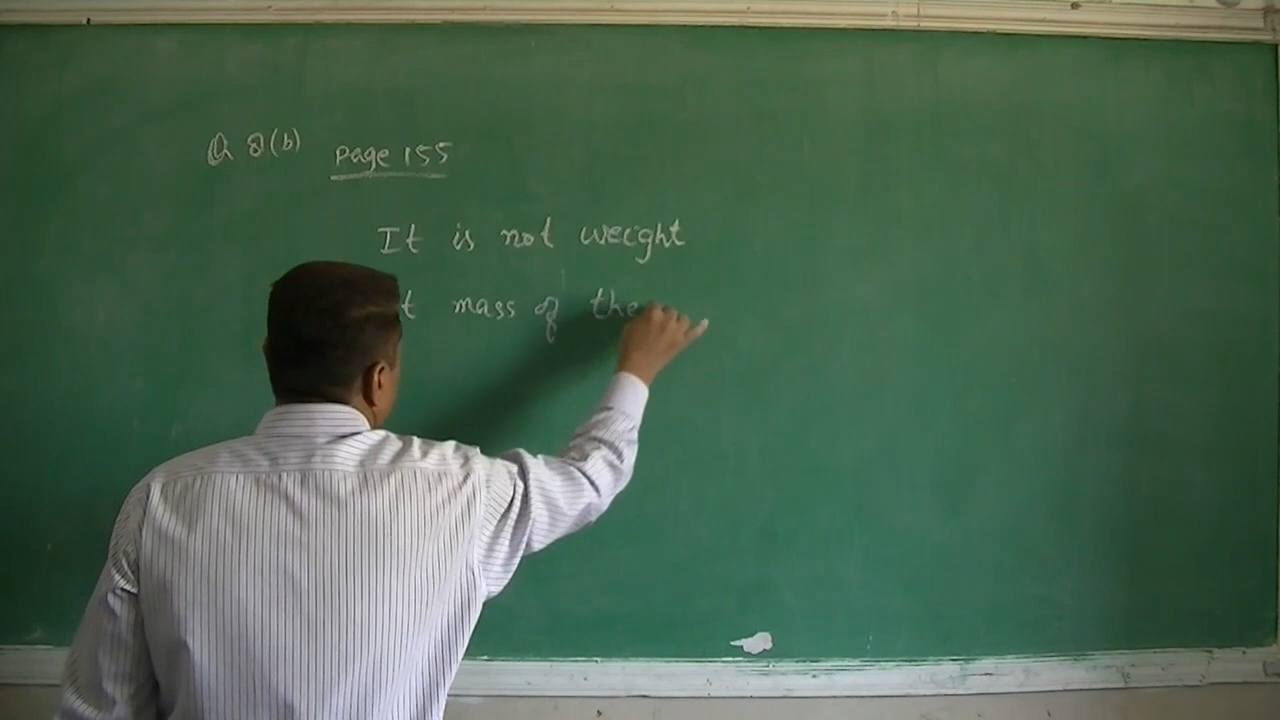 Q 8(b) Page 155
It is not weight
mass of the